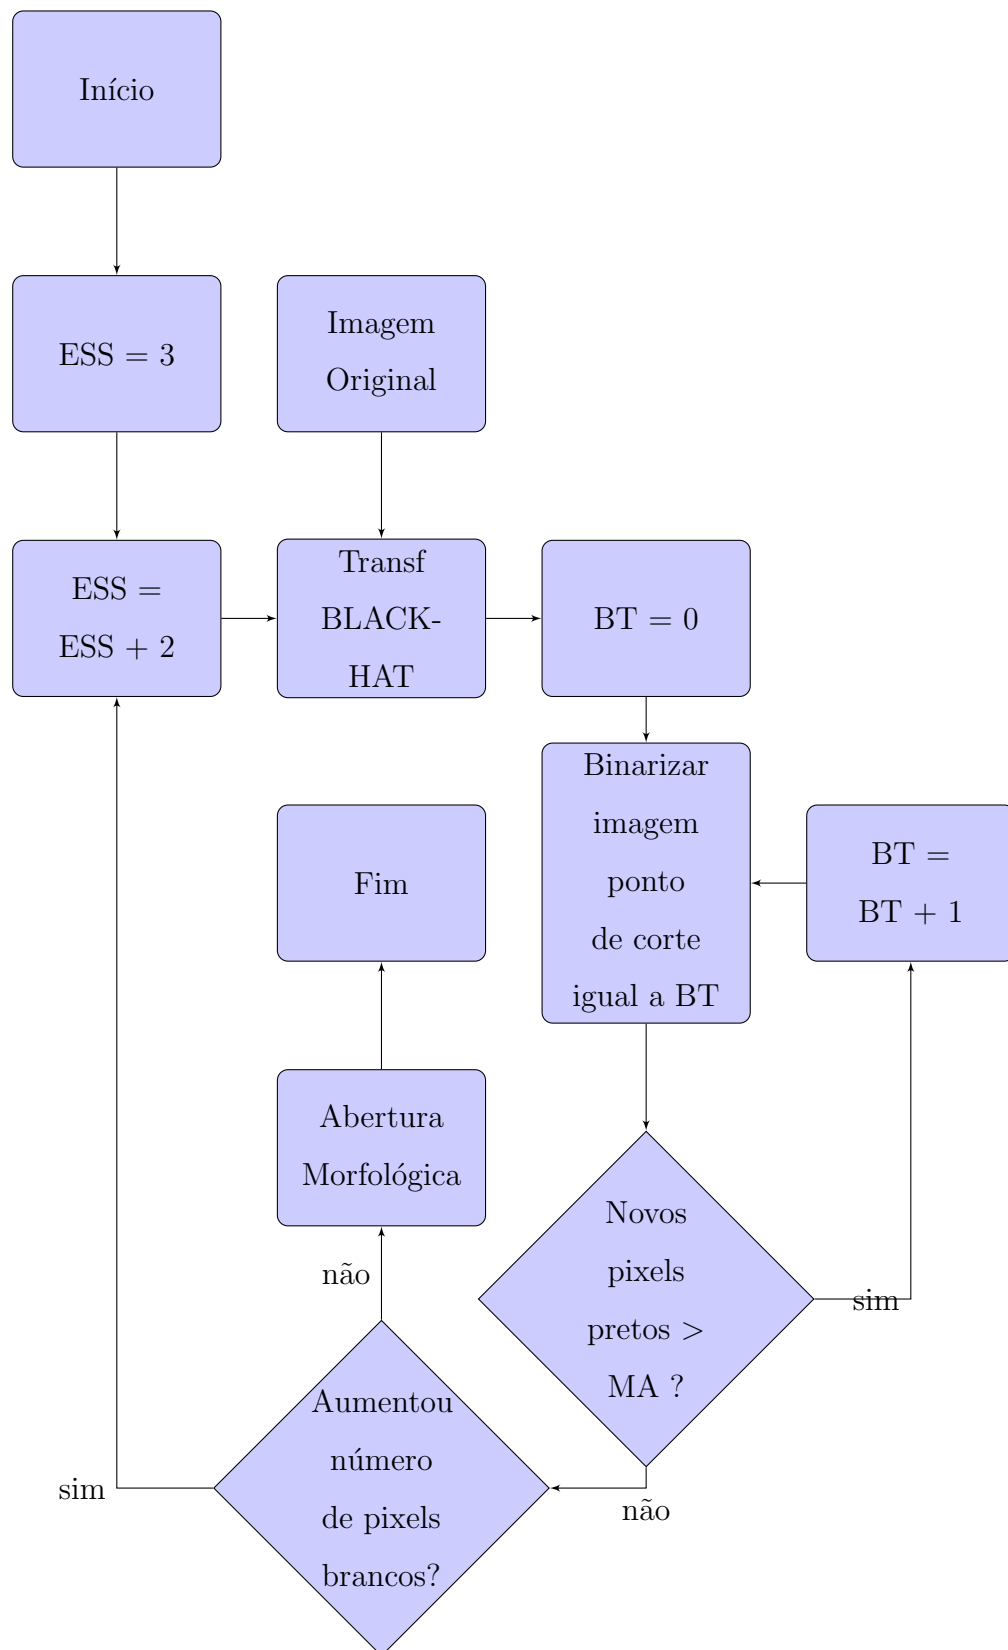 Início
ESS = 3
Imagem
Original
ESS =
ESS + 2
Transf
BLACK-
HAT
BT = 0
Binarizar
imagem
ponto
de corte
igual a BT
BT =
BT + 1
Fim
Abertura
Morfológica
Novos
pixels
pretos >
MA ?
sim
não
não
Aumentou
número
de pixels
brancos?
sim